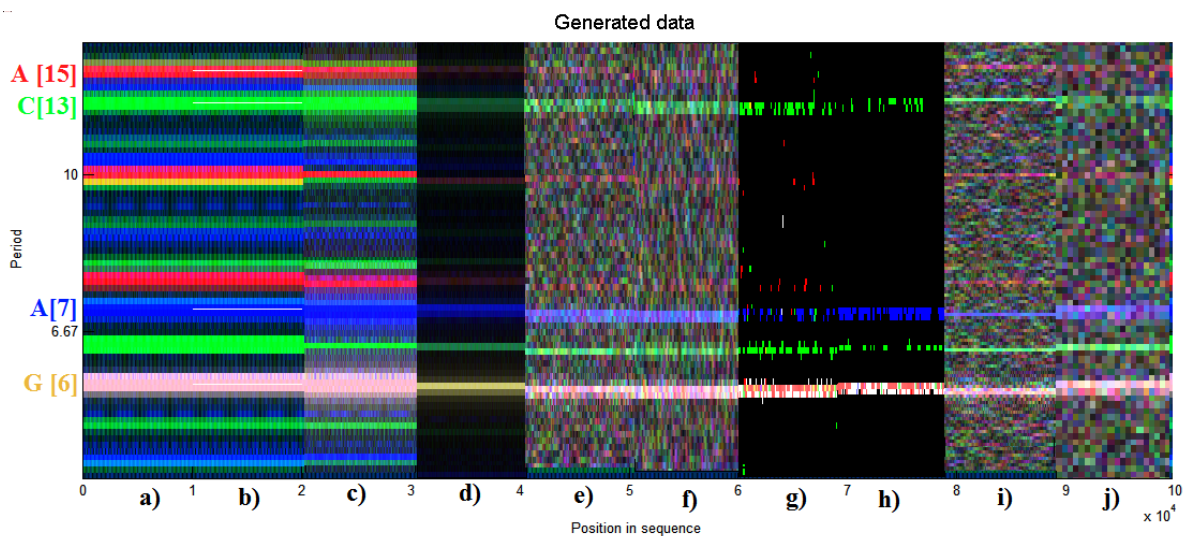 Generated data
A [15]
C[13]
10
Period
A[7]
6.67
G [6]
0 1 2 3 4 5 6 7 8 9 10
a) b) c) d) e) f) g) h) i) j)
x 10^4
Position in sequence